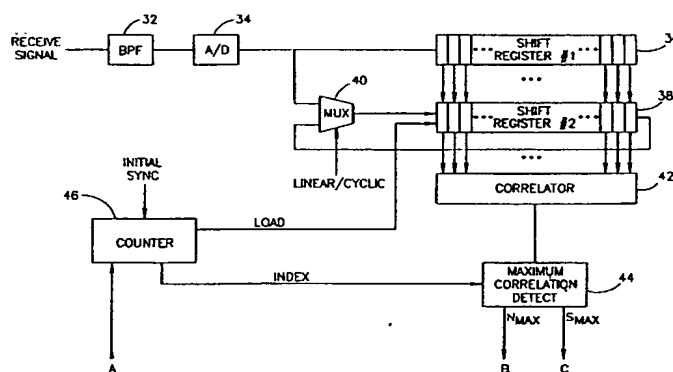 32
34
RECEIVE
SIGNAL
BPF
A/D
SHIFT
REGISTER #1
40
MUX
38
SHIFT
REGISTER #2
LINEAR/CYCLIC
INITIAL
SYNC
42
CORRELATOR
46
COUNTER
LOAD
INDEX
MAXIMUM
CORRELATION
DETECT
44
NMAX
SMAX
A
B
C